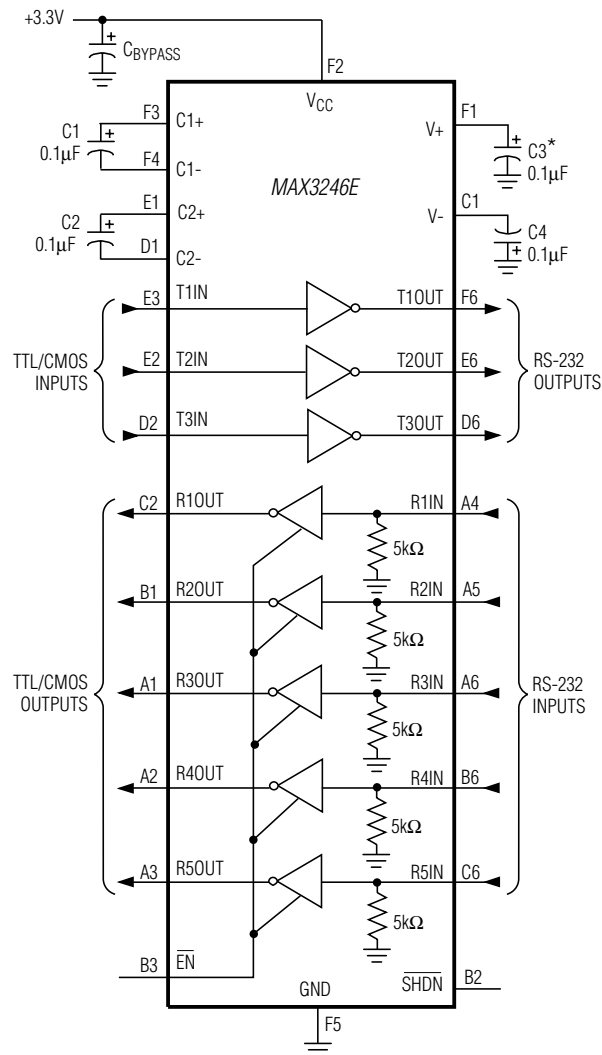 +3.3V
C_BYPASS
F2
V_CC
F3
C1+
C1
0.1µF
F4
C1-
E1
C2+
C2
0.1µF
D1
C2-
MAX3246E
F1
V+
C3*
0.1µF
C1
V-
C4
0.1µF
TTL/CMOS
INPUTS
E3 T1IN T1OUT F6
E2 T2IN T2OUT E6
D2 T3IN T3OUT D6
RS-232
OUTPUTS
TTL/CMOS
OUTPUTS
C2 R1OUT R1IN A4
5kΩ
B1 R2OUT R2IN A5
5kΩ
A1 R3OUT R3IN A6
5kΩ
A2 R4OUT R4IN B6
5kΩ
A3 R5OUT R5IN C6
5kΩ
RS-232
INPUTS
B3 E̅N̅
GND
S̅H̅D̅N̅ B2
F5